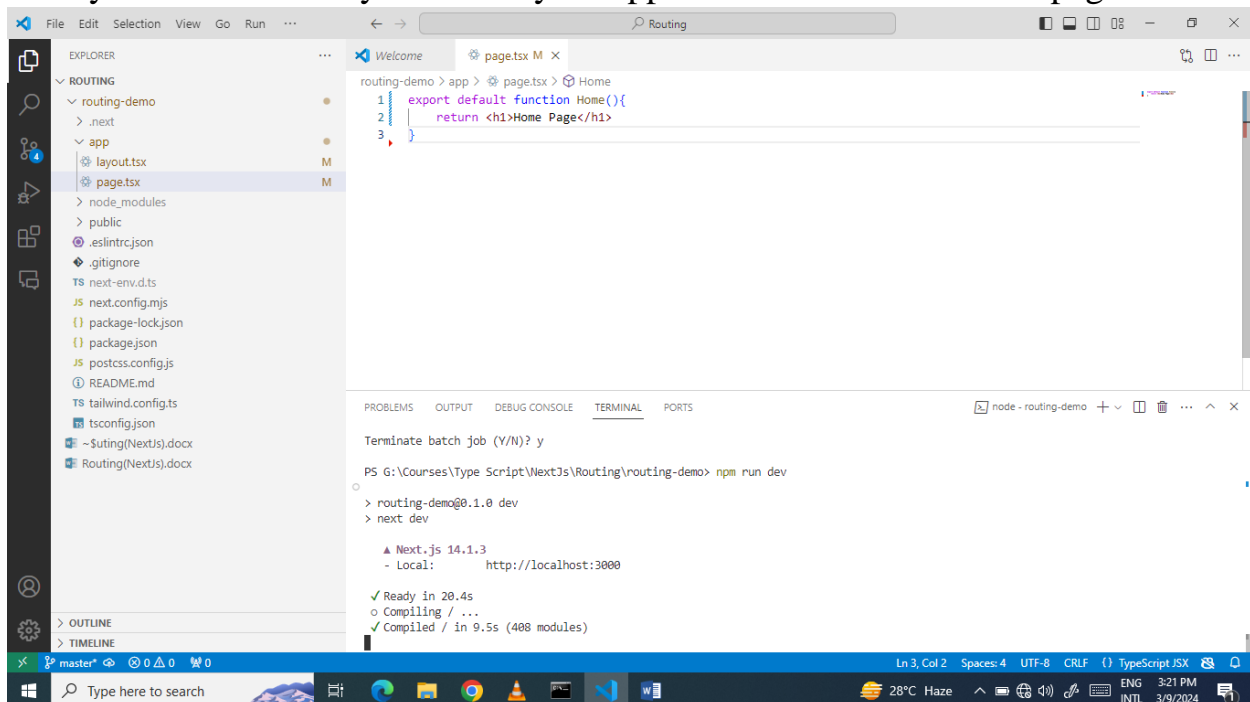 File Edit Selection View Go Run ··· ← → Routing
EXPLORER ···
Welcome page.tsx M ×
ROUTING
routing-demo > app > page.tsx > Home
routing-demo
> .next
app
layout.tsx M
page.tsx M
> node_modules
> public
.eslintrc.json
.gitignore
TS next-env.d.ts
JS next.config.mjs
{} package-lock.json
{} package.json
JS postcss.config.js
README.md
TS tailwind.config.ts
tsconfig.json
~$uting(NextJs).docx
Routing(NextJs).docx
4
> OUTLINE
> TIMELINE
1 export default function Home(){
2 return <h1>Home Page</h1>
3 }
PROBLEMS OUTPUT DEBUG CONSOLE TERMINAL PORTS node - routing-demo
Terminate batch job (Y/N)? y
PS G:\Courses\Type Script\NextJs\Routing\routing-demo> npm run dev
> routing-demo@0.1.0 dev
> next dev
▲ Next.js 14.1.3
- Local: http://localhost:3000
✓ Ready in 20.4s
○ Compiling / ...
✓ Compiled / in 9.5s (408 modules)
master* 0 0 0 Ln 3, Col 2 Spaces: 4 UTF-8 CRLF {} TypeScript JSX
Type here to search 28°C Haze ENG INTL 3:21 PM 3/9/2024